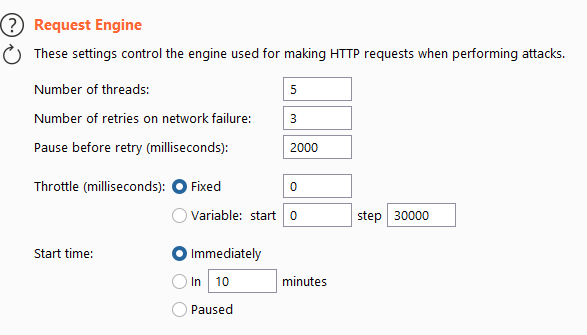 ? Request Engine
These settings control the engine used for making HTTP requests when performing attacks.
Number of threads: 5
Number of retries on network failure: 3
Pause before retry (milliseconds): 2000
Throttle (milliseconds): Fixed 0
Variable: start 0 step 30000
Start time: Immediately
In 10 minutes
Paused